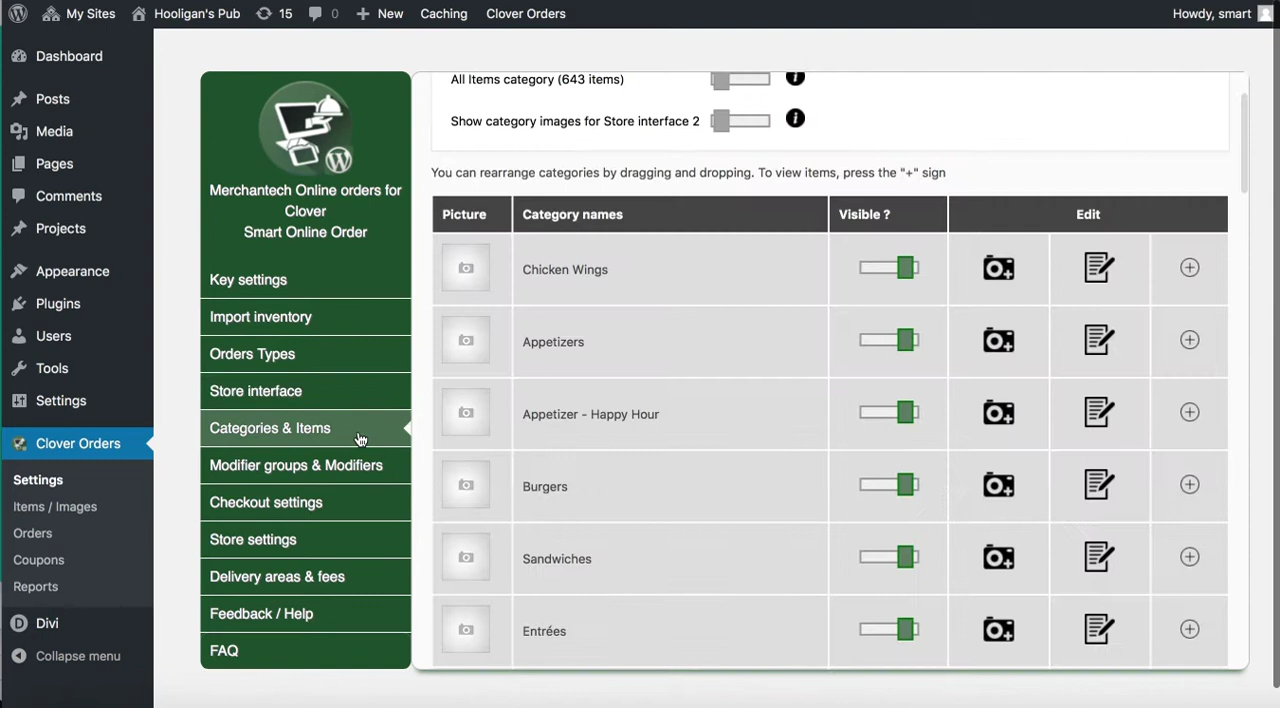 My Sites
Hooligan's Pub
15
0
New
Caching
Clover Orders
Howdy, smart
Dashboard
Posts
Media
Pages
Comments
Projects
Appearance
Plugins
Users
Tools
Settings
Clover Orders
Settings
Items / Images
Orders
Coupons
Reports
Divi
Collapse menu
Merchantech Online orders for
Clover
Smart Online Order
Key settings
Import inventory
Orders Types
Store interface
Categories & Items
Modifier groups & Modifiers
Checkout settings
Store settings
Delivery areas & fees
Feedback / Help
FAQ
All Items category (643 items)
Show category images for Store interface 2
You can rearrange categories by dragging and dropping. To view items, press the "+" sign
Picture
Category names
Visible ?
Edit
Chicken Wings
Appetizers
Appetizer - Happy Hour
Burgers
Sandwiches
Entrées